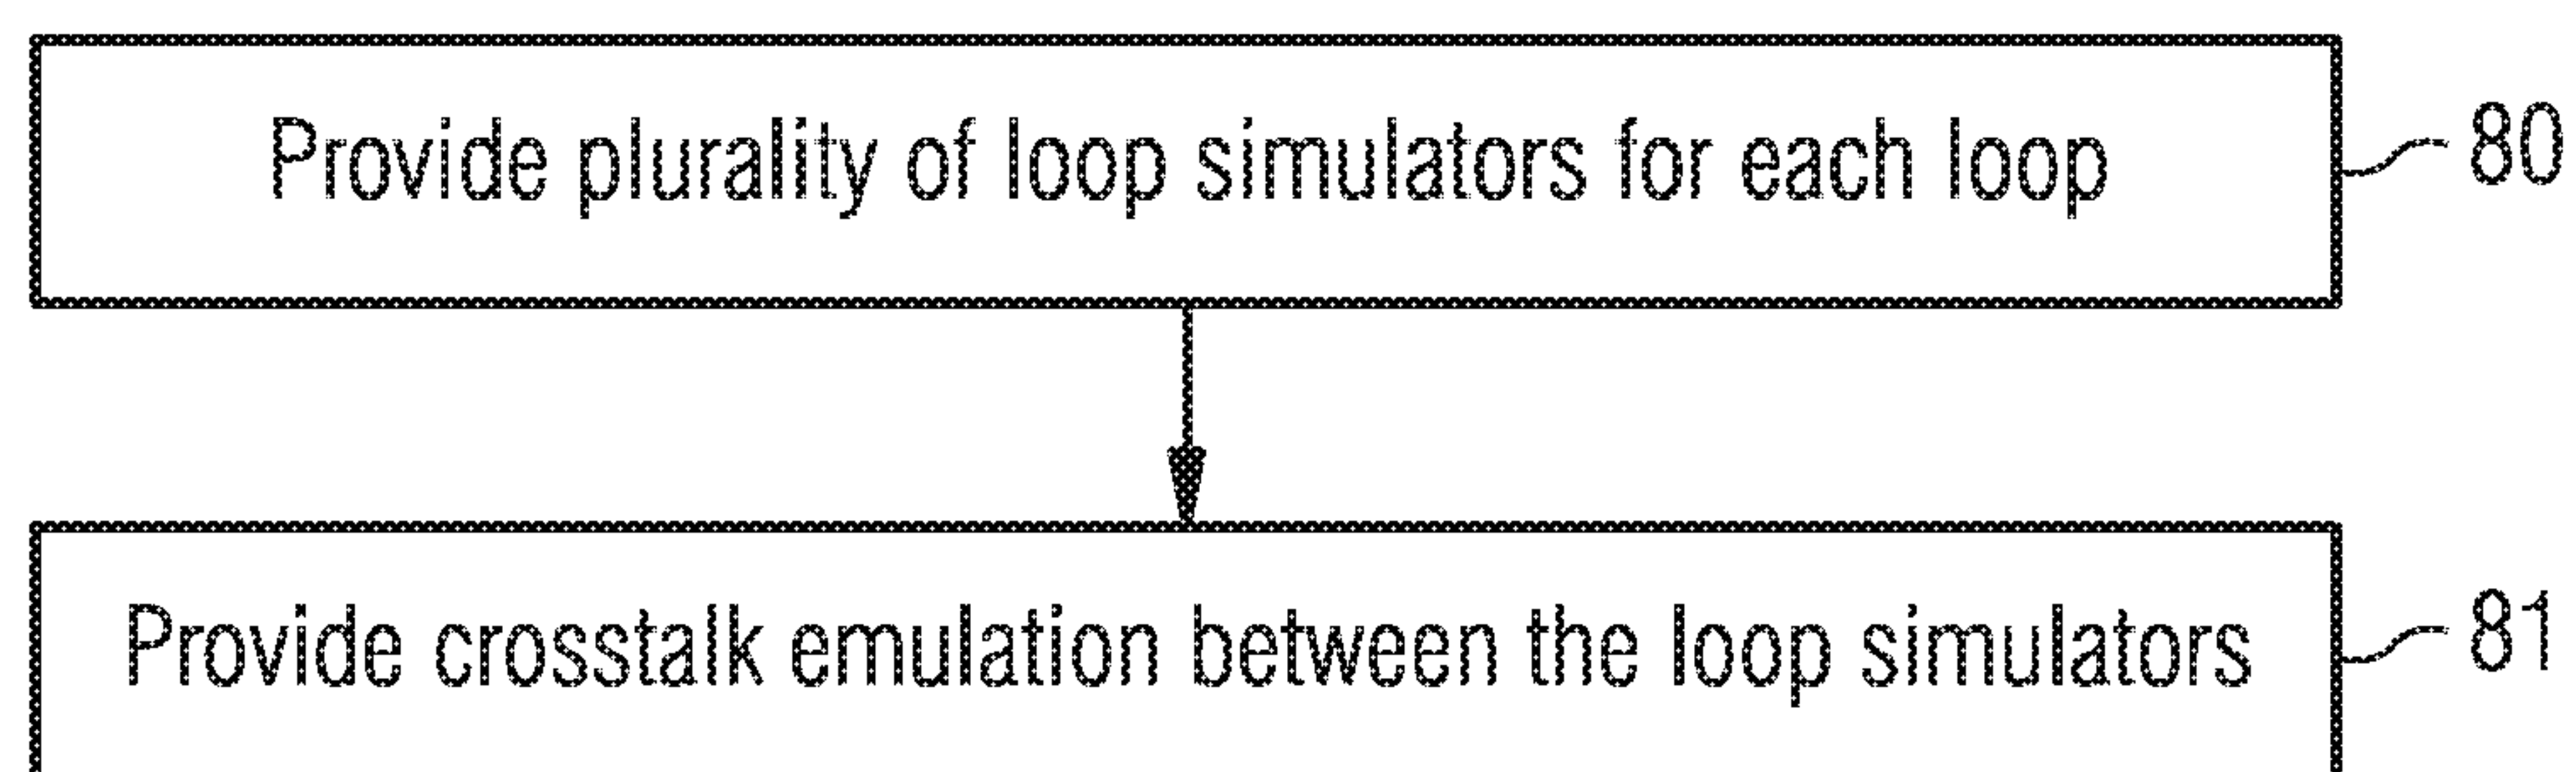 Provide plurality of loop simulators for each loop 80
Provide crosstalk emulation between the loop simulators 81